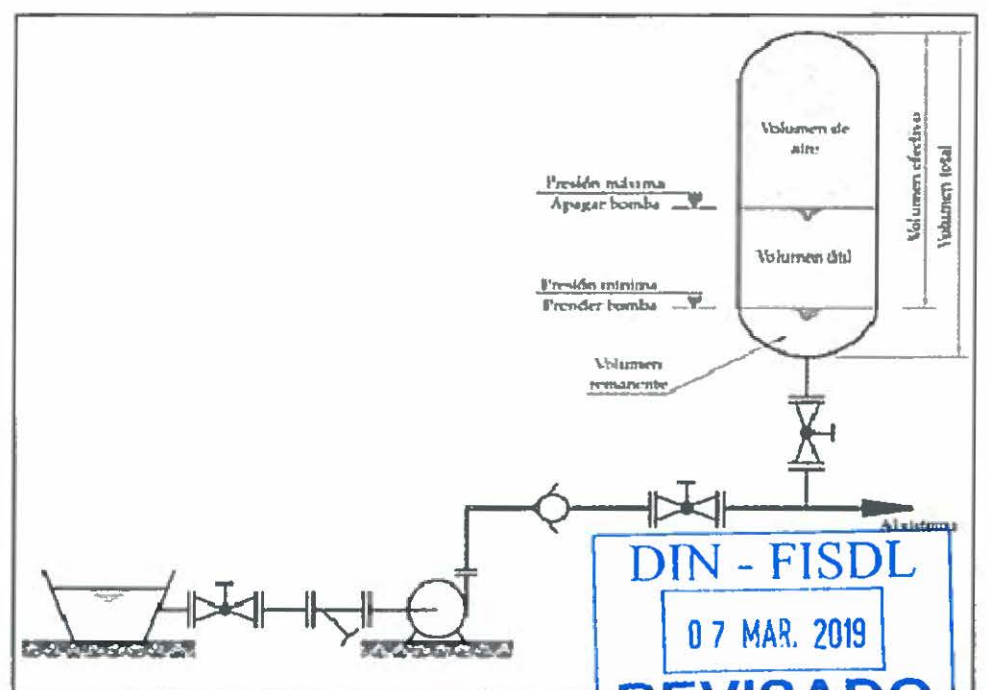 Volumen de
aire
Presión máxima
Apagar bomba
Volumen útil
Presión mínima
Prender bomba
Volumen
remanente
Volumen efectivo
Volumen total
Al sistema
DIN - FISDL
07 MAR. 2019
REVISADO